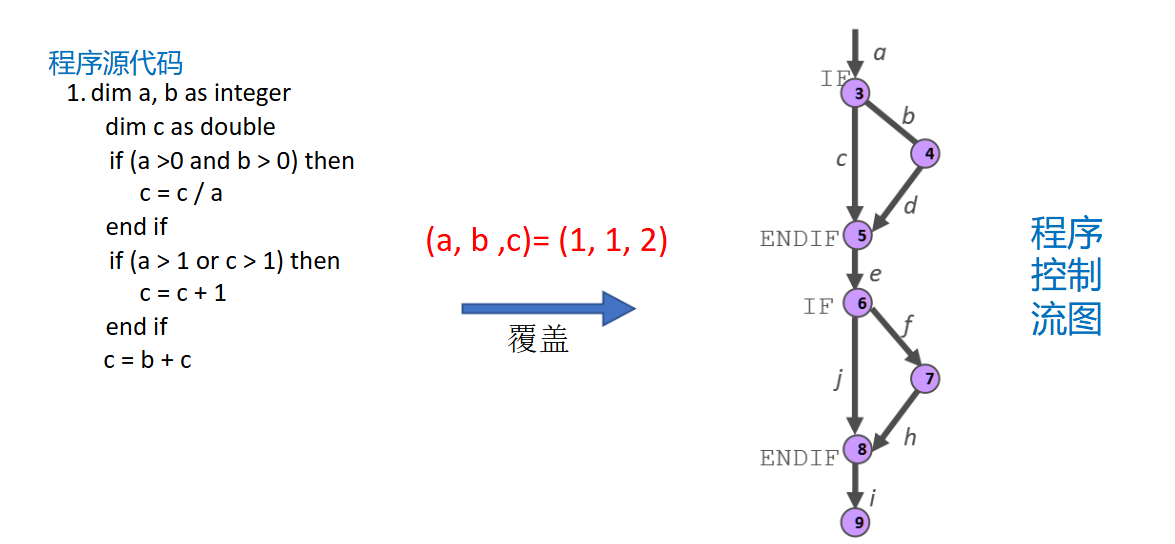 程序源代码
1. dim a, b as integer
dim c as double
if (a >0 and b > 0) then
c = c / a
end if
if (a > 1 or c > 1) then
c = c + 1
end if
c = b + c
(a, b ,c)= (1, 1, 2)
覆盖
a
IF
3
b
4
c
d
ENDIF
5
e
IF
6
f
7
j
h
ENDIF
8
i
9
程序
控制
流图